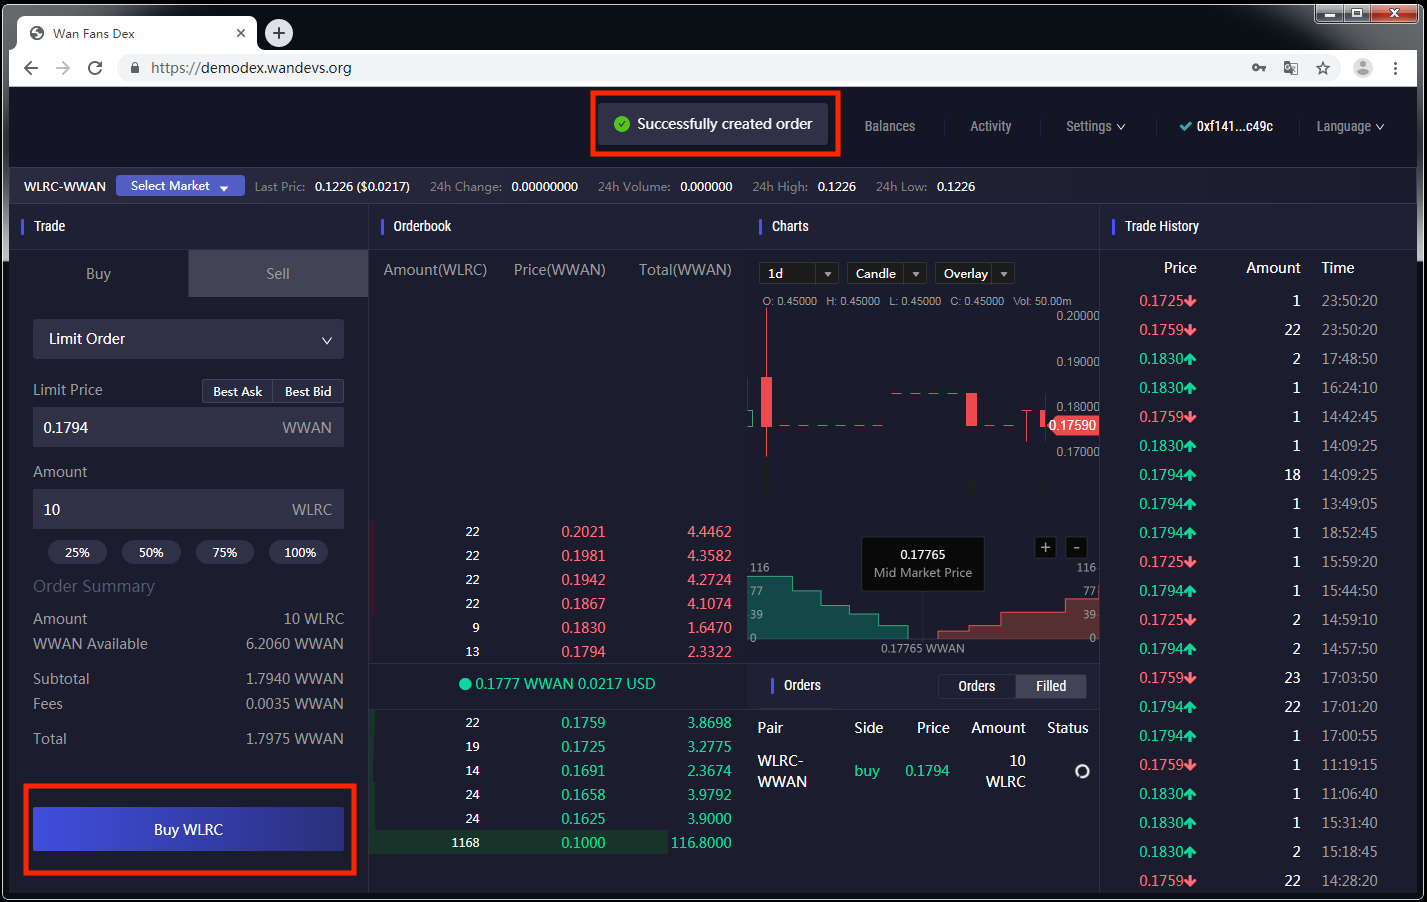 Wan Fans Dex
https://demodex.wandevs.org
Successfully created order
Balances
Activity
Settings
0xf141...c49c
Language
WLRC-WWAN
Select Market
Last Pric: 0.1226 ($0.0217)
24h Change: 0.00000000
24h Volume: 0.000000
24h High: 0.1226
24h Low: 0.1226
Trade
Buy
Sell
Limit Order
Limit Price
Best Ask
Best Bid
0.1794 WWAN
Amount
10 WLRC
25% 50% 75% 100%
Order Summary
Amount 10 WLRC
WWAN Available 6.2060 WWAN
Subtotal 1.7940 WWAN
Fees 0.0035 WWAN
Total 1.7975 WWAN
Buy WLRC
Orderbook
Amount(WLRC) Price(WWAN) Total(WWAN)
22 0.2021 4.4462
22 0.1981 4.3582
22 0.1942 4.2724
22 0.1867 4.1074
9 0.1830 1.6470
13 0.1794 2.3322
0.1777 WWAN 0.0217 USD
22 0.1759 3.8698
19 0.1725 3.2775
14 0.1691 2.3674
24 0.1658 3.9792
24 0.1625 3.9000
1168 0.1000 116.8000
Charts
1d
Candle
Overlay
O: 0.45000 H: 0.45000 L: 0.45000 C: 0.45000 Vol: 50.00m
0.20000
0.19000
0.18000
0.17590
0.17000
0.17765
Mid Market Price
+ -
116 116
77 77
39 39
0 0
0.17765 WWAN
Orders
Orders
Filled
Pair Side Price Amount Status
WLRC- 10
buy 0.1794
WWAN WLRC
Trade History
Price Amount Time
0.1725 1 23:50:20
0.1759 22 23:50:20
0.1830 2 17:48:50
0.1830 1 16:24:10
0.1759 1 14:42:45
0.1830 1 14:09:25
0.1794 18 14:09:25
0.1794 1 13:49:05
0.1794 1 18:52:45
0.1725 1 15:59:20
0.1794 1 15:44:50
0.1725 2 14:59:10
0.1794 2 14:57:50
0.1759 23 17:03:50
0.1794 22 17:01:20
0.1794 1 17:00:55
0.1759 1 11:19:15
0.1830 1 11:06:40
0.1830 1 15:31:40
0.1830 2 15:18:45
0.1759 22 14:28:20